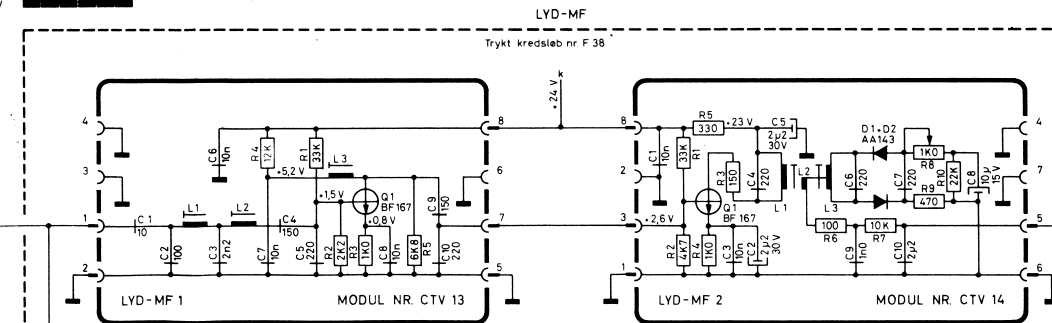 LYD-MF
Trykt kredsløb nr. F 38
+24 V k
4
3
1
2
8
6
7
5
C6
10n
R4
12K
R1
33K
L3
+5,2 V
+1,5V
Q1
BF167
+0,8 V
C9
150
C1
10
L1
L2
C4
150
C2
100
C3
2n2
C7
10n
C5
220
R2
2K2
R3
1K0
C8
10n
6K8
R5
C10
220
LYD-MF 1
MODUL NR. CTV 13
8
2
3
1
4
7
5
6
C1
10n
R1
33K
R5
330
+23 V
C5
2µ2
30V
R3
150
C4
220
L1
L2
L3
D1+D2
AA143
C6
220
C7
220
1K0
R8
R10
22K
R9
470
C8
10µ
15 V
+2,6V
Q1
BF 167
R2
4K7
R4
1K0
C3
10n
C2
2µ2
30 V
100
R6
10K
R7
C9
1n0
C10
2µ2
LYD-MF 2
MODUL NR. CTV 14